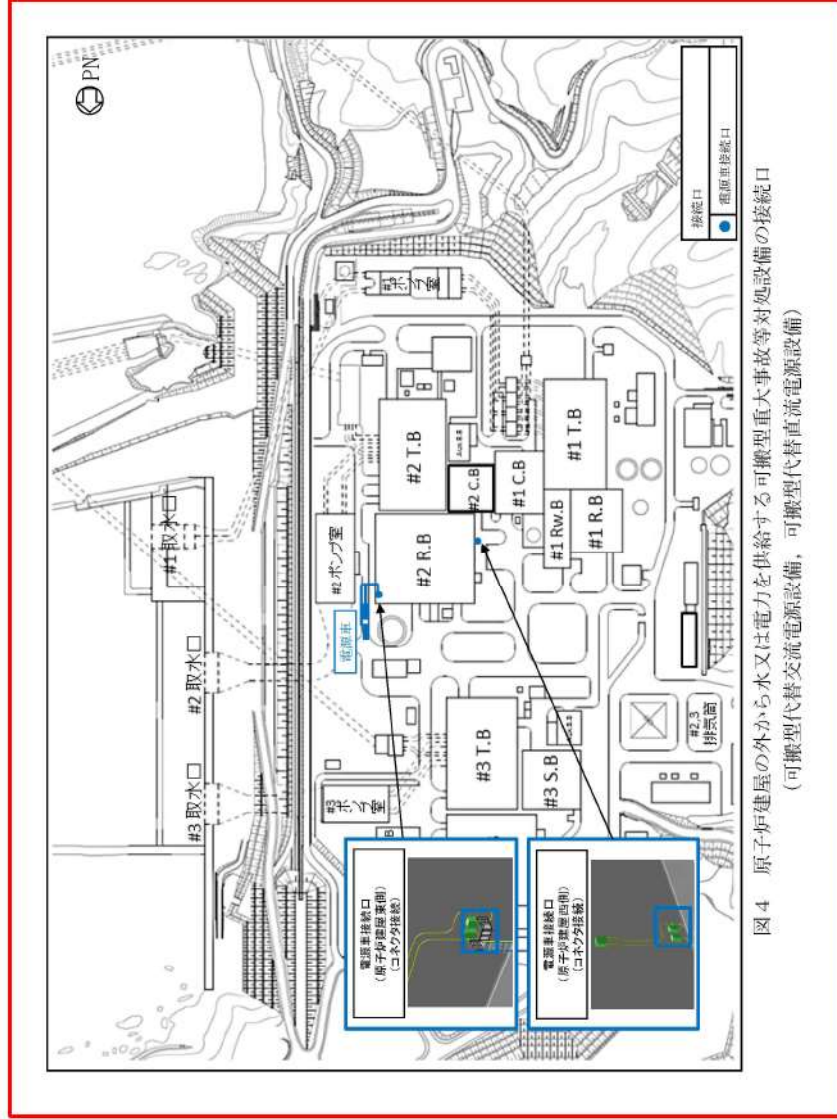 PN
#3 取水口
#2 取水口
#1 取水口
#3
ポンプ室
#2 ポンプ室
#1
ポンプ室
電源車
#3 T.B
#2 R.B
#2 T.B
Aux.B.B
#3 S.B
#2 C.B
#1 C.B
#1 Rw.B
#1 R.B
#1 T.B
#2,3
排気筒
B
電源車接続口
(原子炉建屋東側)
(コネクタ接続)
電源車接続口
(原子炉建屋西側)
(コネクタ接続)
接続口
電源車接続口
図4 原子炉建屋の外から水又は電力を供給する可搬型重大事故等対処設備の接続口
(可搬型代替交流電源設備, 可搬型代替直流電源設備)